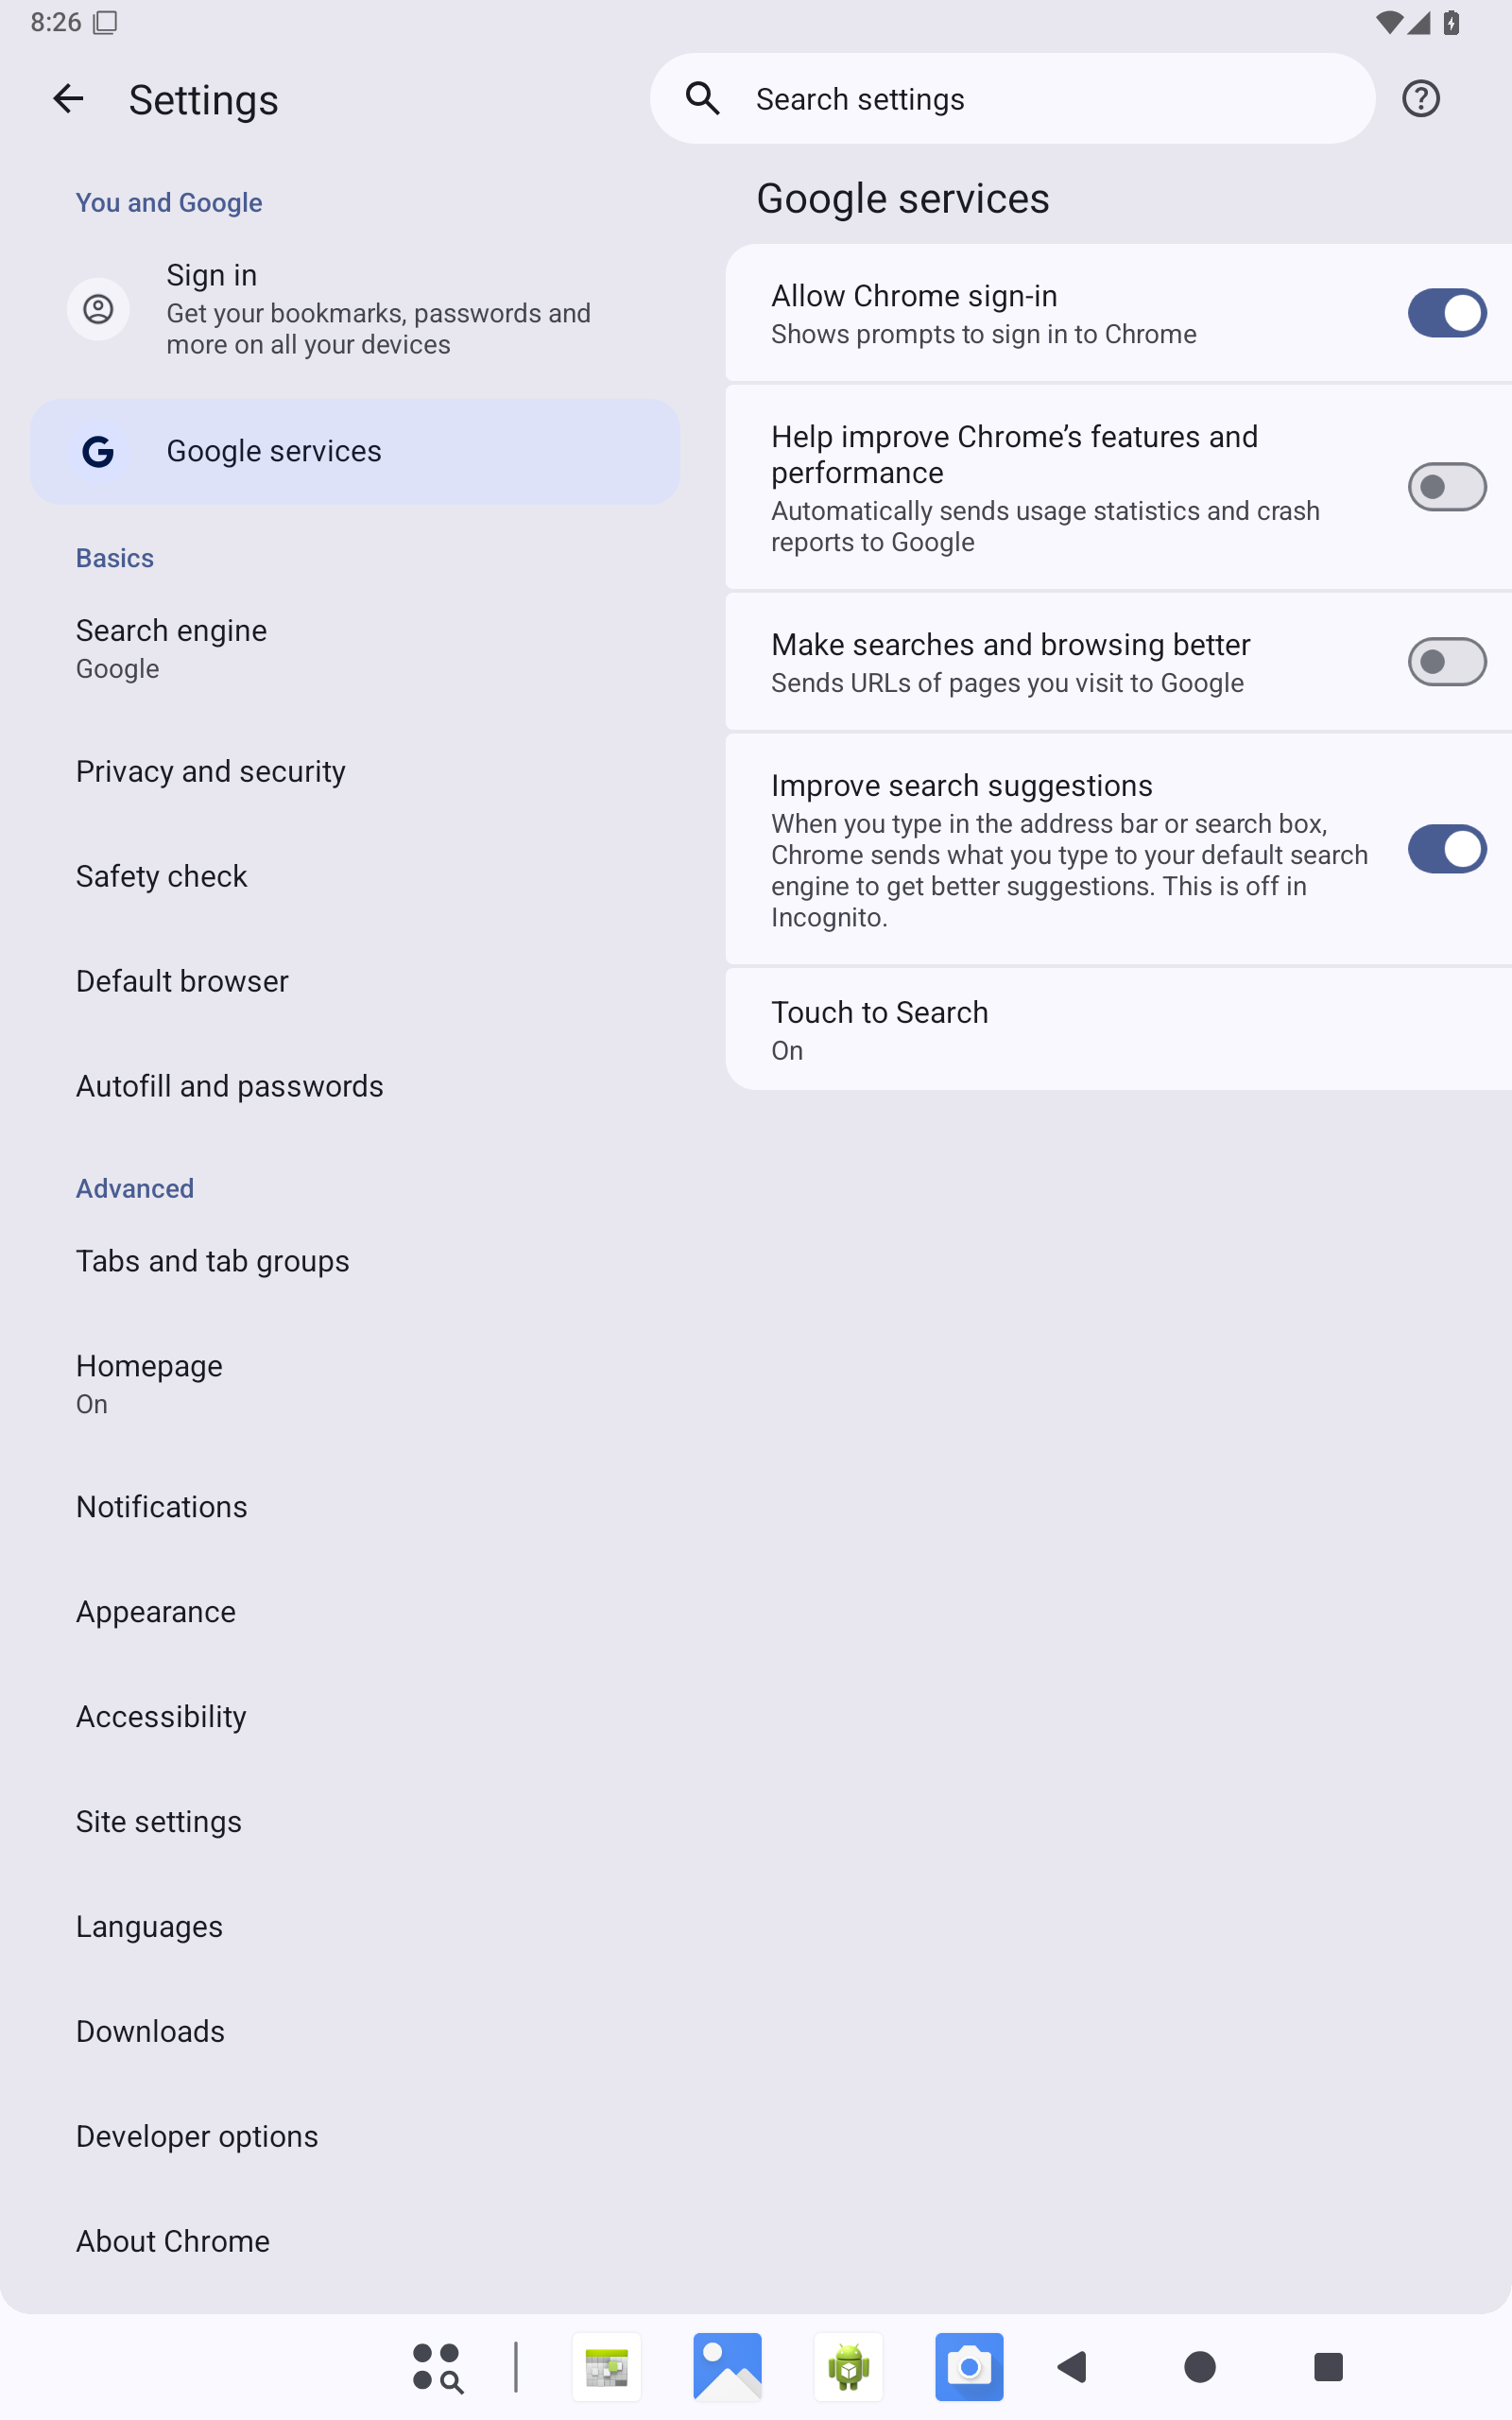 8:26
Settings
Search settings
You and Google
Sign in
Get your bookmarks, passwords and
more on all your devices
Google services
Basics
Search engine
Google
Privacy and security
Safety check
Default browser
Autofill and passwords
Advanced
Tabs and tab groups
Homepage
On
Notifications
Appearance
Accessibility
Site settings
Languages
Downloads
Developer options
About Chrome
Google services
Allow Chrome sign-in
Shows prompts to sign in to Chrome
Help improve Chrome’s features and
performance
Automatically sends usage statistics and crash
reports to Google
Make searches and browsing better
Sends URLs of pages you visit to Google
Improve search suggestions
When you type in the address bar or search box,
Chrome sends what you type to your default search
engine to get better suggestions. This is off in
Incognito.
Touch to Search
On